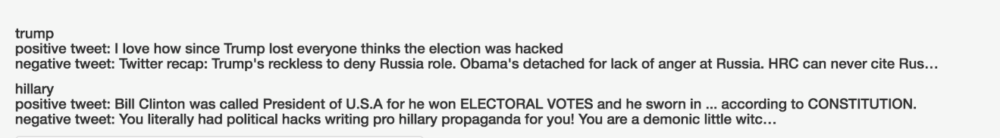 trump
positive tweet: I love how since Trump lost everyone thinks the election was hacked
negative tweet: Twitter recap: Trump's reckless to deny Russia role. Obama's detached for lack of anger at Russia. HRC can never cite Rus…
hillary
positive tweet: Bill Clinton was called President of U.S.A for he won ELECTORAL VOTES and he sworn in ... according to CONSTITUTION.
negative tweet: You literally had political hacks writing pro hillary propaganda for you! You are a demonic little witc…